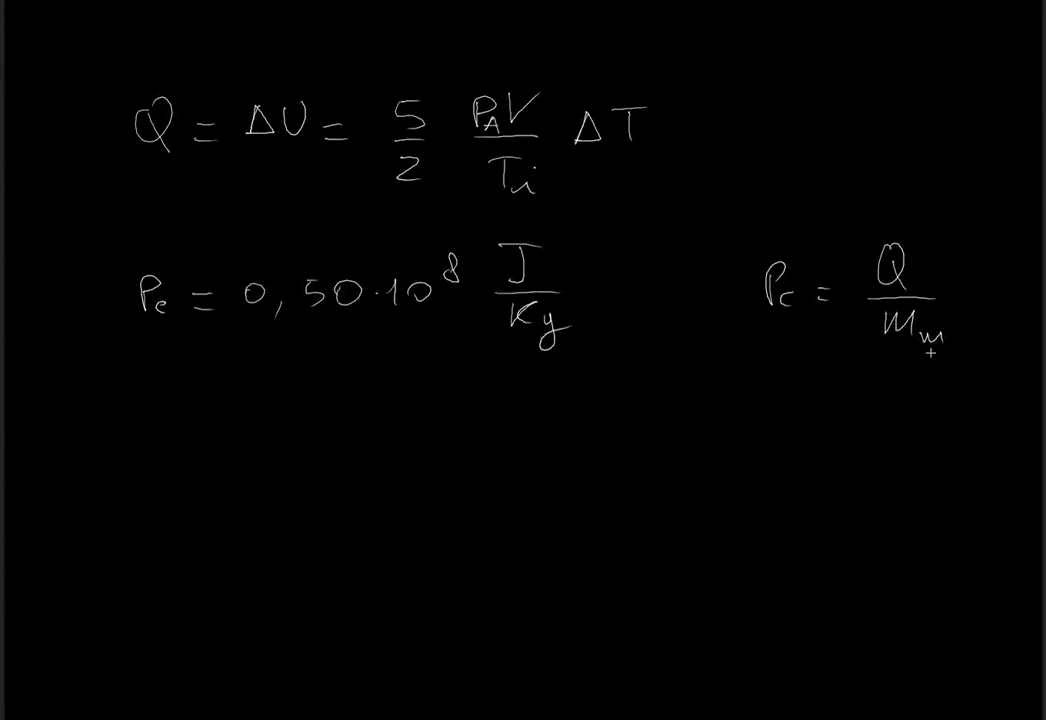 Q = ΔU = 5/2 P_A V / T_i ΔT
P_c = 0,50·10^8 J/Kg P_c = Q/m_m